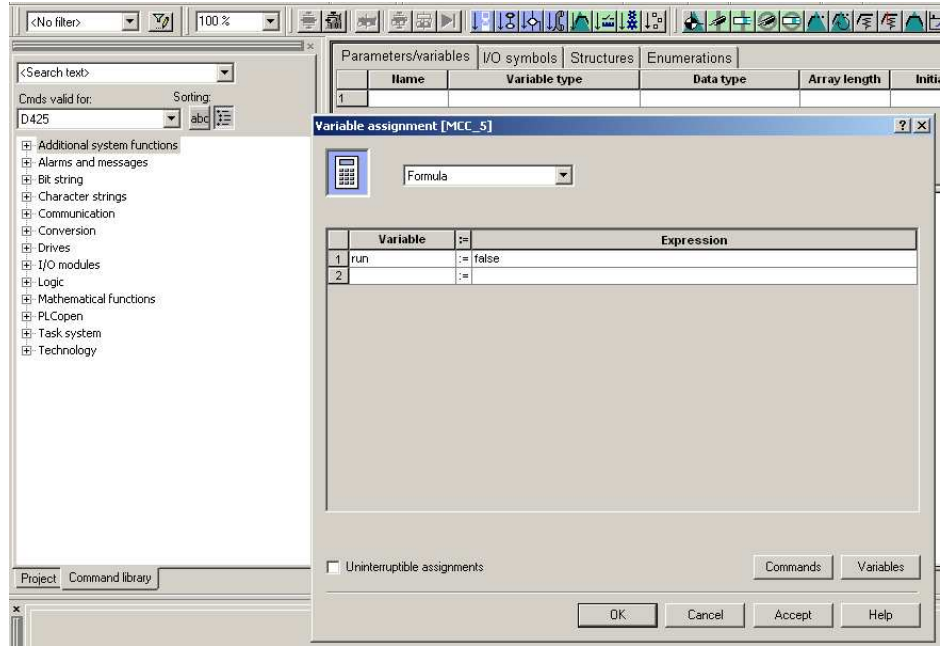 <No filter>
100 %
<Search text>
Cmds valid for:
Sorting:
D425
abc
Additional system functions
Alarms and messages
Bit string
Character strings
Communication
Conversion
Drives
I/O modules
Logic
Mathematical functions
PLCopen
Task system
Technology
Project Command library
Parameters/variables I/O symbols Structures Enumerations
Name Variable type Data type Array length Initia
1
Variable assignment [MCC_5]
Formula
Variable := Expression
1 run := false
2 :=
Uninterruptible assignments
Commands Variables
OK Cancel Accept Help